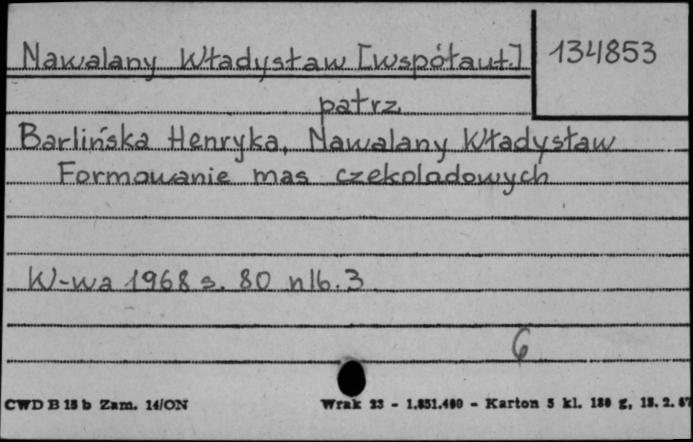 Nawalany Władysław [współaut.] 134853
patrz
Barlińska Henryka, Nawalany Władysław
Formowanie mas czekoladowych
W-wa 1968 s. 80 nlb. 3
6
CWD B 15 b Zam. 14/ON Wrak 23 - 1.851.400 - Karton 5 kl. 180 g, 18. 2. 67